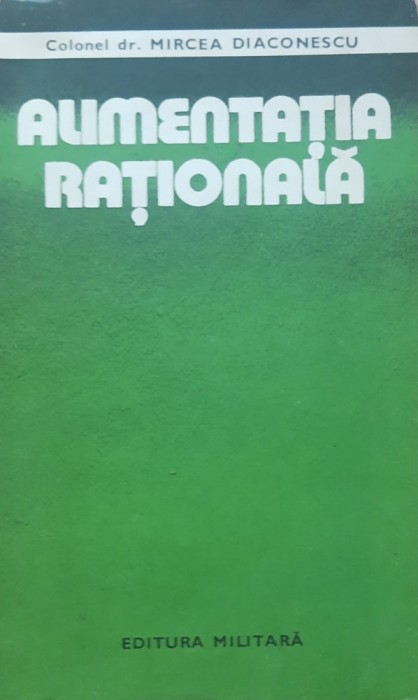 Colonel dr. MIRCEA DIACONESCU
ALIMENTAȚIA
RAȚIONALĂ
EDITURA MILITARĂ